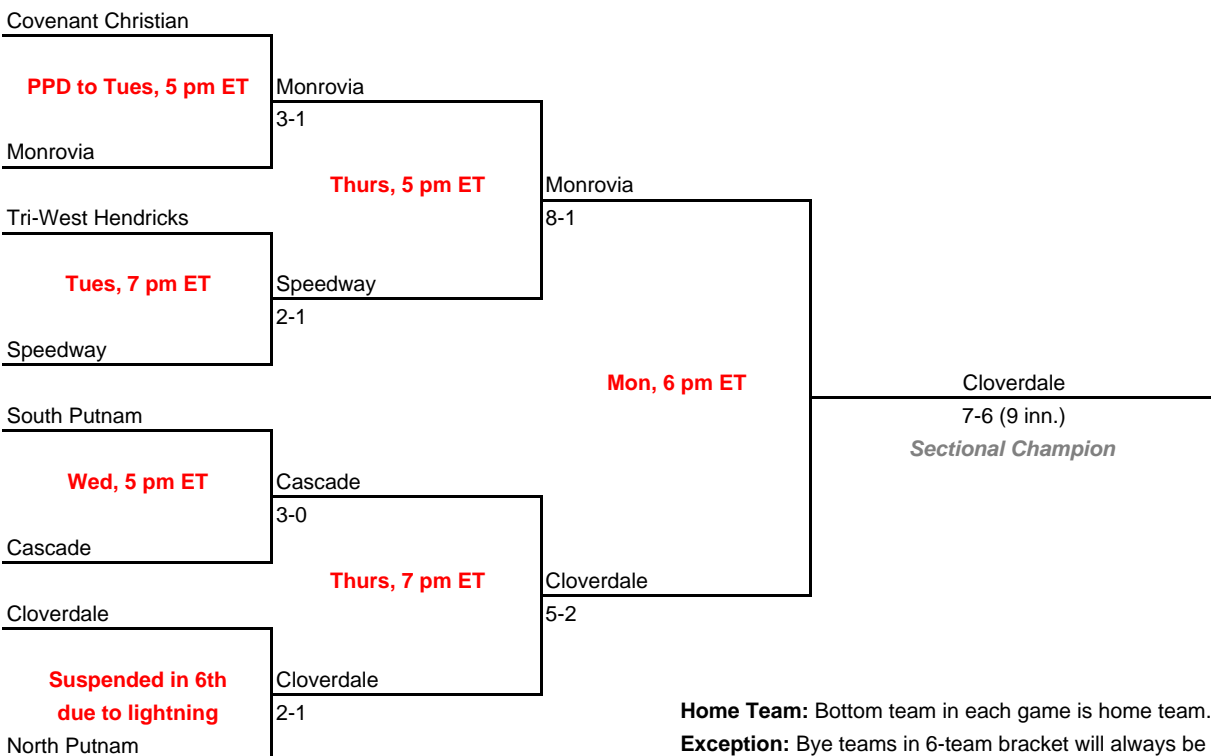 Covenant Christian
PPD to Tues, 5 pm ET
Monrovia
3-1
Monrovia
Thurs, 5 pm ET
Monrovia
8-1
Tri-West Hendricks
Tues, 7 pm ET
Speedway
2-1
Speedway
Mon, 6 pm ET
Cloverdale
7-6 (9 inn.)
Sectional Champion
South Putnam
Wed, 5 pm ET
Cascade
3-0
Cascade
Thurs, 7 pm ET
Cloverdale
5-2
Cloverdale
Suspended in 6th
due to lightning
Cloverdale
2-1
North Putnam
Home Team: Bottom team in each game is home team.
Exception: Bye teams in 6-team bracket will always be